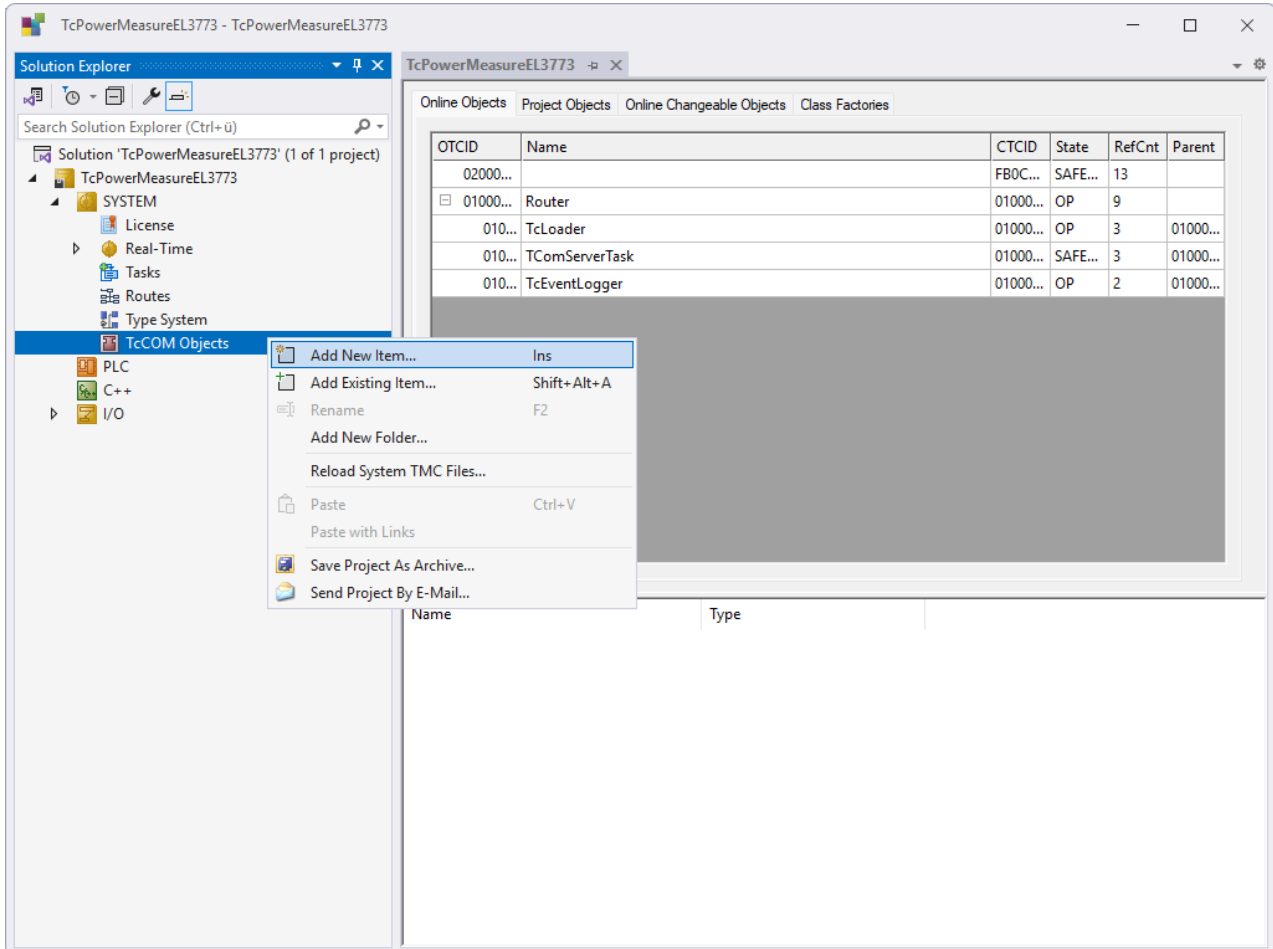 TcPowerMeasureEL3773 - TcPowerMeasureEL3773
Solution Explorer
Search Solution Explorer (Ctrl+ü)
Solution 'TcPowerMeasureEL3773' (1 of 1 project)
TcPowerMeasureEL3773
SYSTEM
License
Real-Time
Tasks
Routes
Type System
TcCOM Objects
PLC
C++
I/O
Add New Item... Ins
Add Existing Item... Shift+Alt+A
Rename F2
Add New Folder...
Reload System TMC Files...
Paste Ctrl+V
Paste with Links
Save Project As Archive...
Send Project By E-Mail...
TcPowerMeasureEL3773
Online Objects Project Objects Online Changeable Objects Class Factories
OTCID Name CTCID State RefCnt Parent
02000... FB0C... SAFE... 13
01000... Router 01000... OP 9
010... TcLoader 01000... OP 3 01000...
010... TComServerTask 01000... SAFE... 3 01000...
010... TcEventLogger 01000... OP 2 01000...
Name Type